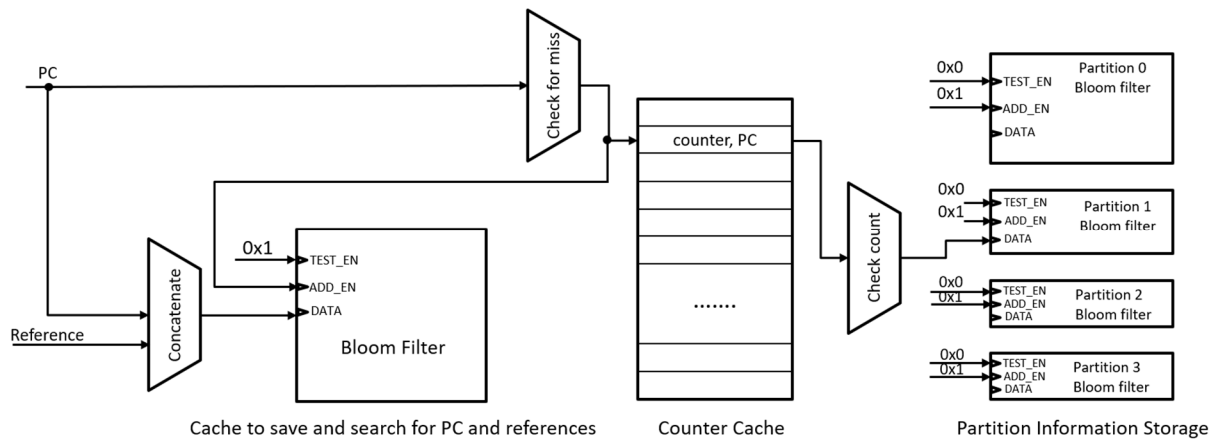 PC
Check for miss
counter, PC
.......
Counter Cache
Reference
Concatenate
0x1
TEST_EN
ADD_EN
DATA
Bloom Filter
Cache to save and search for PC and references
Check count
0x0
0x1
TEST_EN
ADD_EN
DATA
Partition 0
Bloom filter
0x0
0x1
TEST_EN
ADD_EN
DATA
Partition 1
Bloom filter
0x0
0x1
TEST_EN
ADD_EN
DATA
Partition 2
Bloom filter
0x0
0x1
TEST_EN
ADD_EN
DATA
Partition 3
Bloom filter
Partition Information Storage